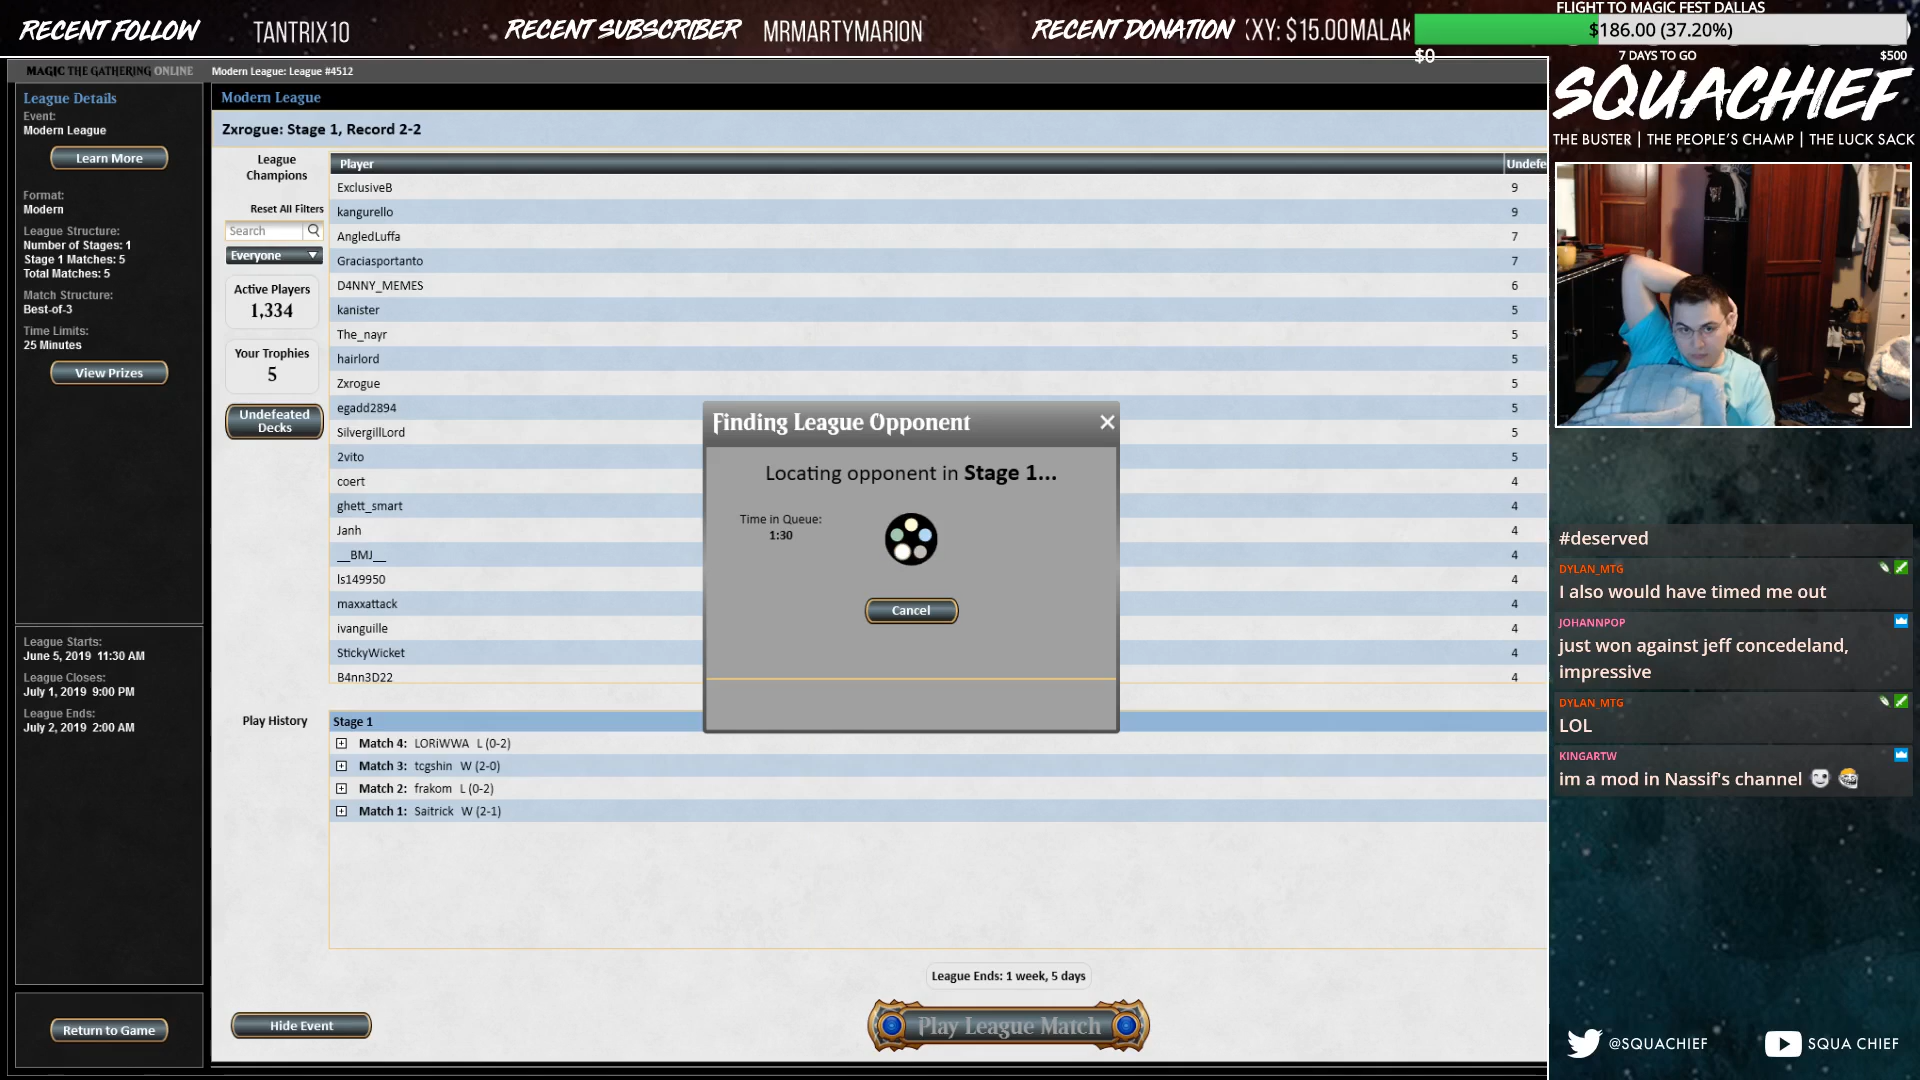 RECENT FOLLOW
TANTRIX10
RECENT SUBSCRIBER
MRMARTYMARION
RECENT DONATION
XY: $15.00MALAK
FLIGHT TO MAGIC FEST DALLAS
$186.00 (37.20%)
$0
7 DAYS TO GO
$500
MAGIC THE GATHERING ONLINE
Modern League: League #4512
SQUACHIEF
THE BUSTER | THE PEOPLE'S CHAMP | THE LUCK SACK
League Details
Event:
Modern League
Learn More
Format:
Modern
League Structure:
Number of Stages: 1
Stage 1 Matches: 5
Total Matches: 5
Match Structure:
Best-of-3
Time Limits:
25 Minutes
View Prizes
League Starts:
June 5, 2019 11:30 AM
League Closes:
July 1, 2019 9:00 PM
League Ends:
July 2, 2019 2:00 AM
Return to Game
Modern League
Zxrogue: Stage 1, Record 2-2
League
Champions
Reset All Filters
Search
Everyone
Active Players
1,334
Your Trophies
5
Undefeated
Decks
Player Undefe
ExclusiveB 9
kangurello 9
AngledLuffa 7
Graciasportanto 7
D4NNY_MEMES 6
kanister 5
The_nayr 5
hairlord 5
Zxrogue 5
egadd2894 5
SilvergillLord 5
2vito 5
coert 4
ghett_smart 4
Janh 4
__BMJ__ 4
ls149950 4
maxxattack 4
ivanguille 4
StickyWicket 4
B4nn3D22 4
Finding League Opponent
Locating opponent in Stage 1...
Time in Queue:
1:30
Cancel
Play History
Stage 1
Match 4: LORiWWA L (0-2)
Match 3: tcgshin W (2-0)
Match 2: frakom L (0-2)
Match 1: Saitrick W (2-1)
League Ends: 1 week, 5 days
Hide Event
Play League Match
#deserved
DYLAN_MTG
I also would have timed me out
JOHANNPOP
just won against jeff concedeland,
impressive
DYLAN_MTG
LOL
KINGARTW
im a mod in Nassif's channel
@SQUACHIEF
SQUA CHIEF